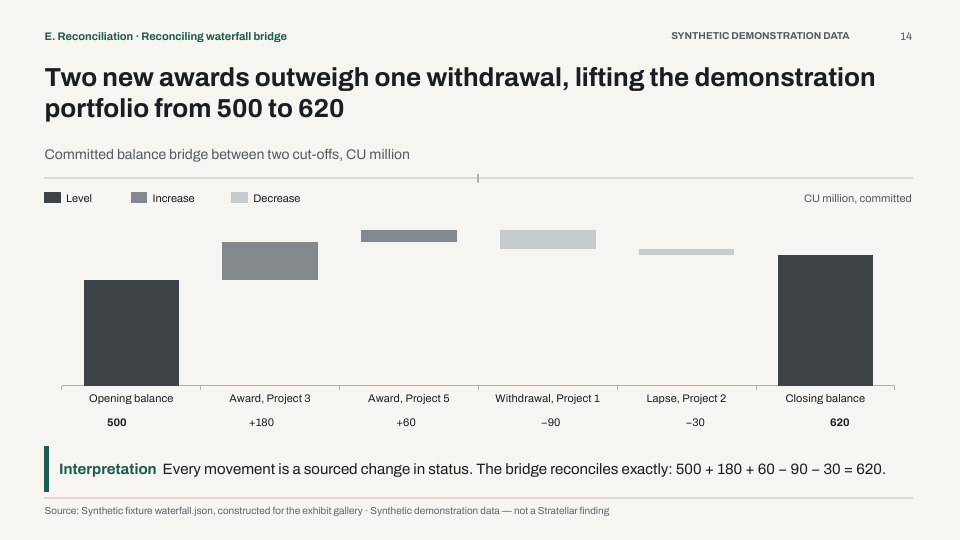 E. Reconciliation · Reconciling waterfall bridge
SYNTHETIC DEMONSTRATION DATA
14
Two new awards outweigh one withdrawal, lifting the demonstration
portfolio from 500 to 620
Committed balance bridge between two cut-offs, CU million
Level
Increase
Decrease
CU million, committed
Opening balance
Award, Project 3
Award, Project 5
Withdrawal, Project 1
Lapse, Project 2
Closing balance
500
+180
+60
−90
−30
620
Interpretation Every movement is a sourced change in status. The bridge reconciles exactly: 500 + 180 + 60 − 90 − 30 = 620.
Source: Synthetic fixture waterfall.json, constructed for the exhibit gallery · Synthetic demonstration data — not a Stratellar finding